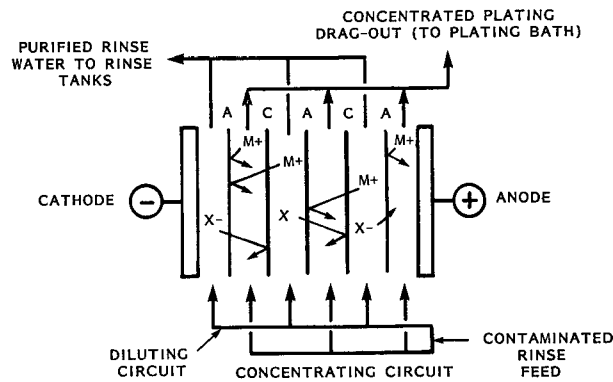 CONCENTRATED PLATING
DRAG-OUT (TO PLATING BATH)
PURIFIED RINSE
WATER TO RINSE
TANKS
A C A C A
M+ M+
M+
M+
CATHODE
−
+
ANODE
X− X X−
DILUTING
CIRCUIT
CONCENTRATING CIRCUIT
CONTAMINATED
RINSE
FEED